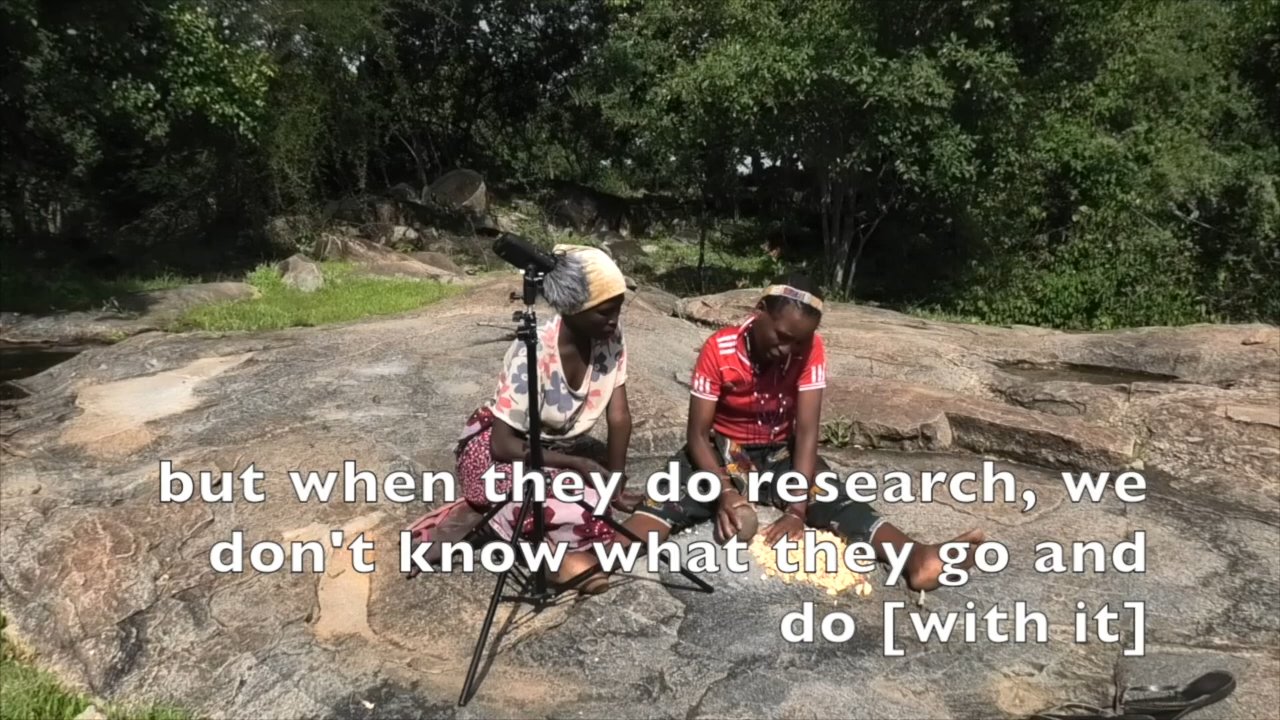 but when they do research, we
don't know what they go and
do [with it]